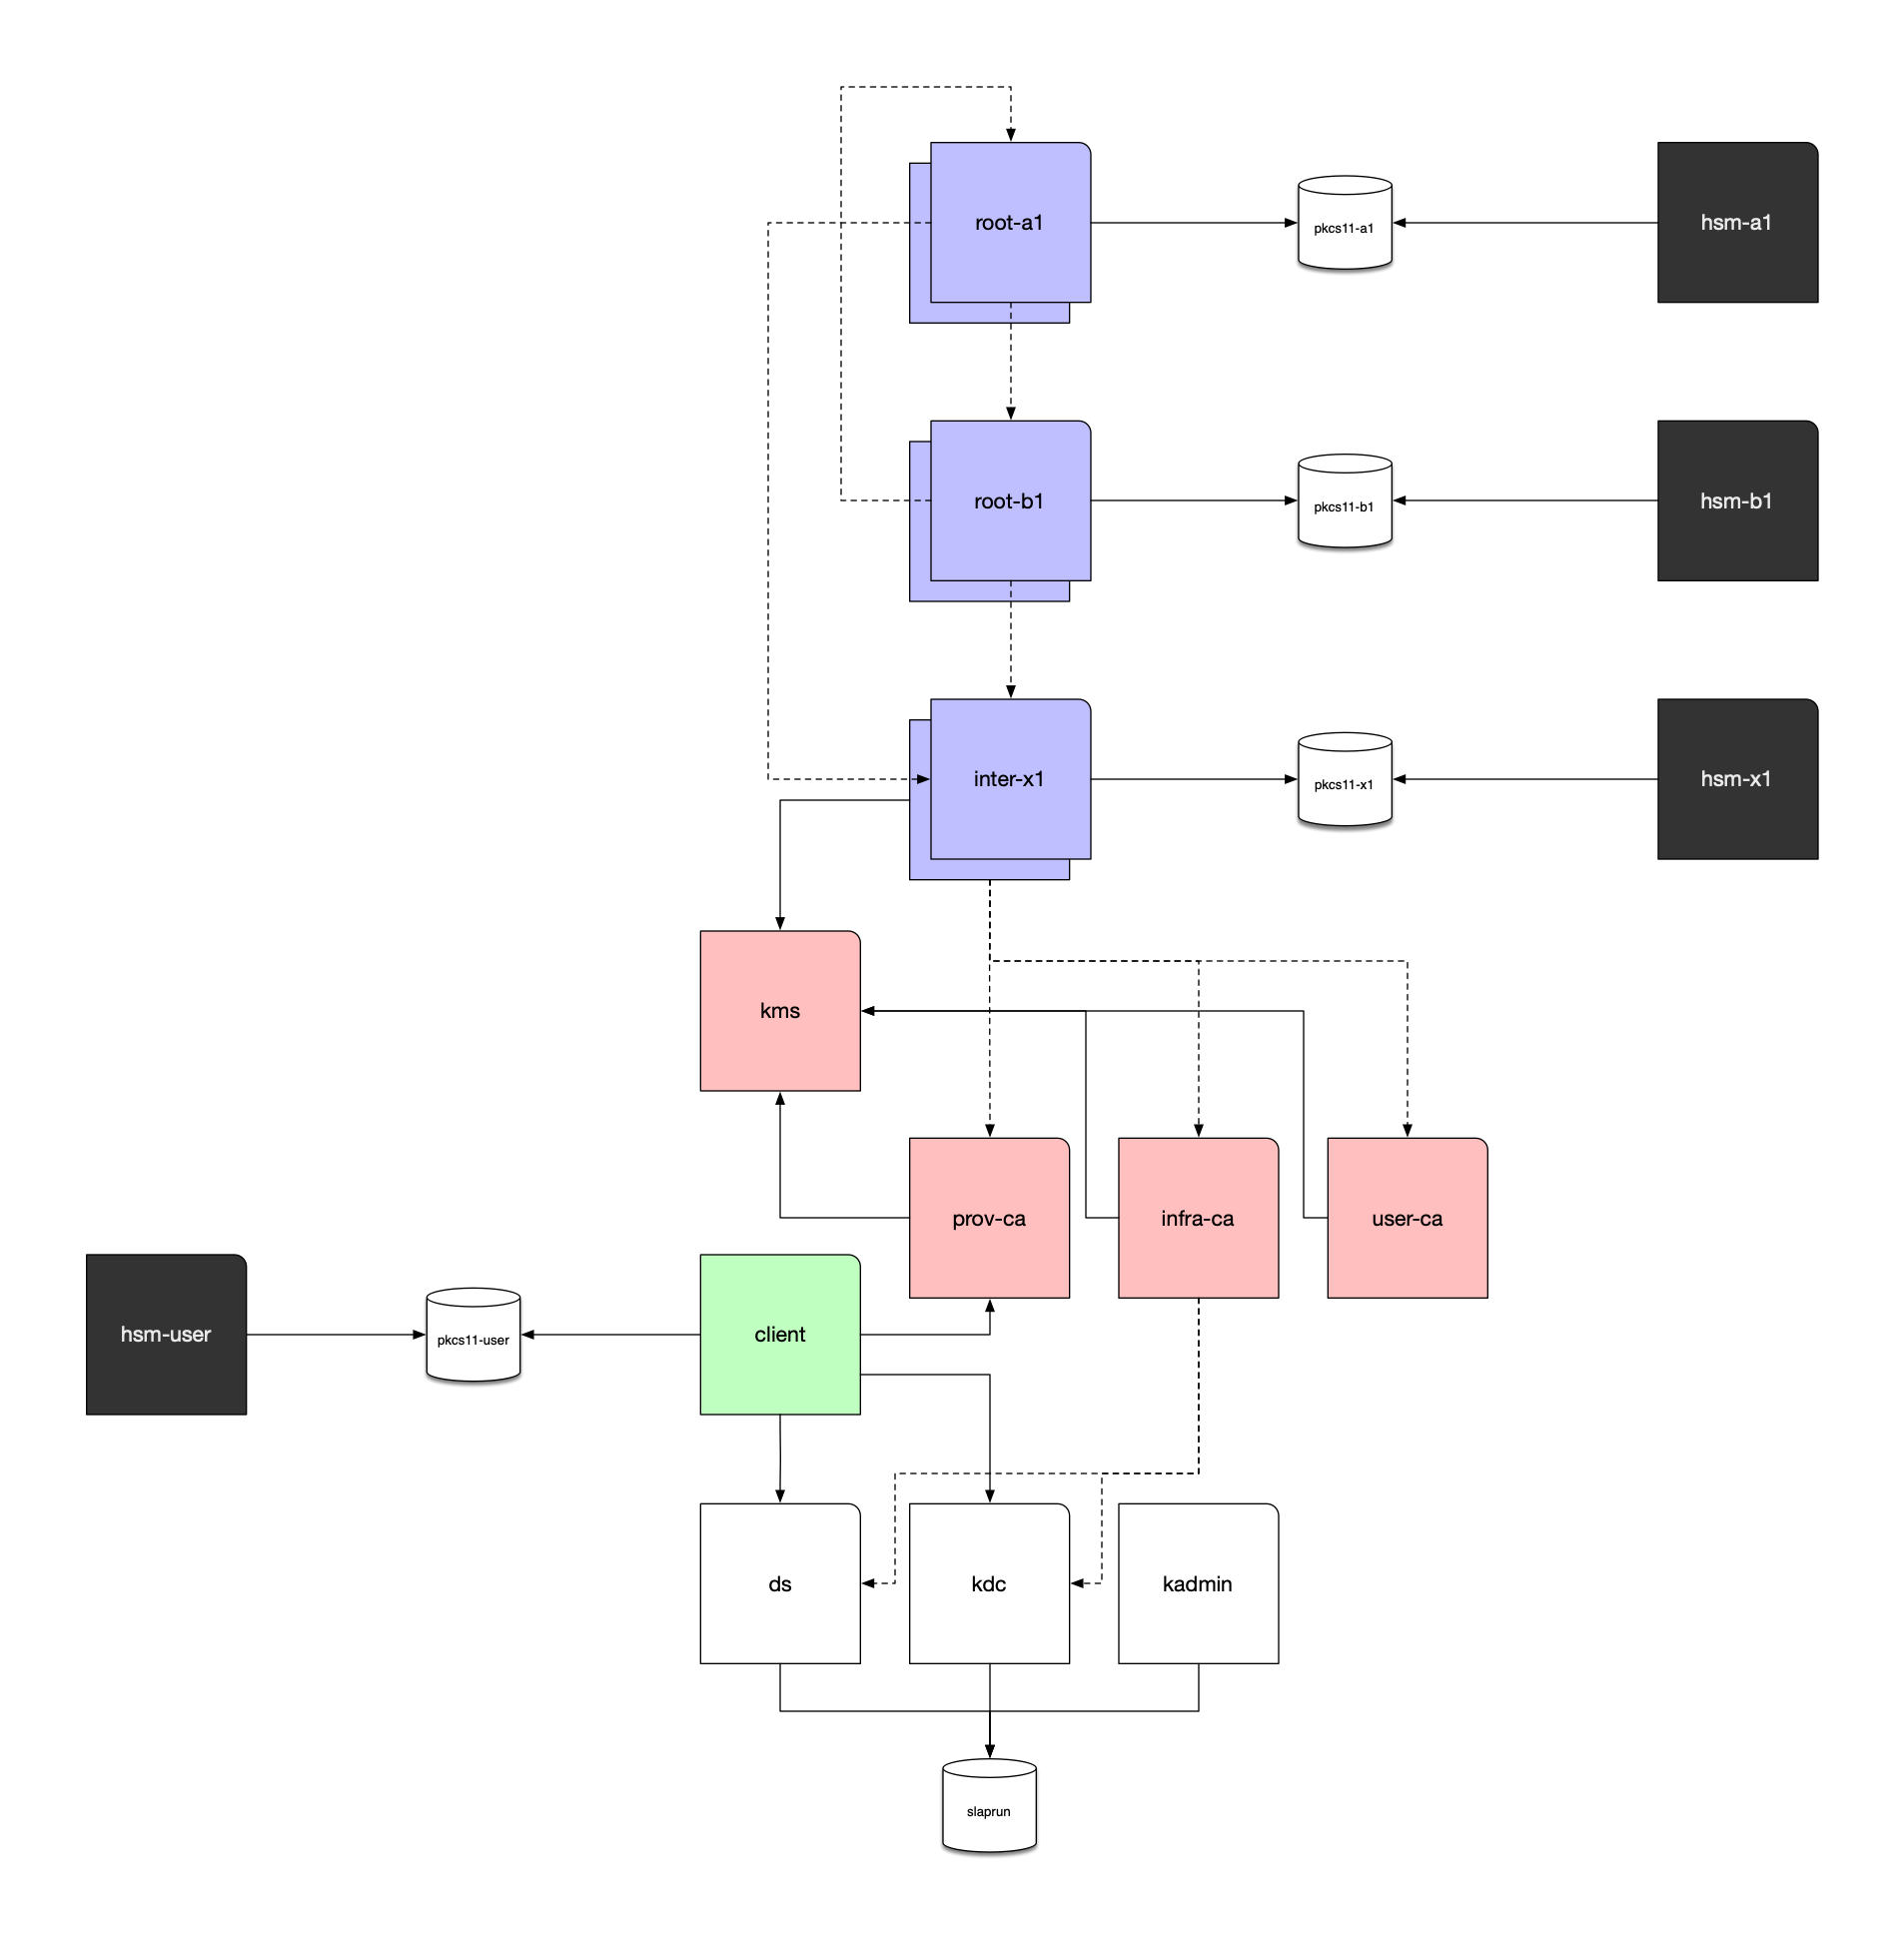 root-a1
pkcs11-a1
hsm-a1
root-b1
pkcs11-b1
hsm-b1
inter-x1
pkcs11-x1
hsm-x1
kms
prov-ca
infra-ca
user-ca
hsm-user
pkcs11-user
client
ds
kdc
kadmin
slaprun